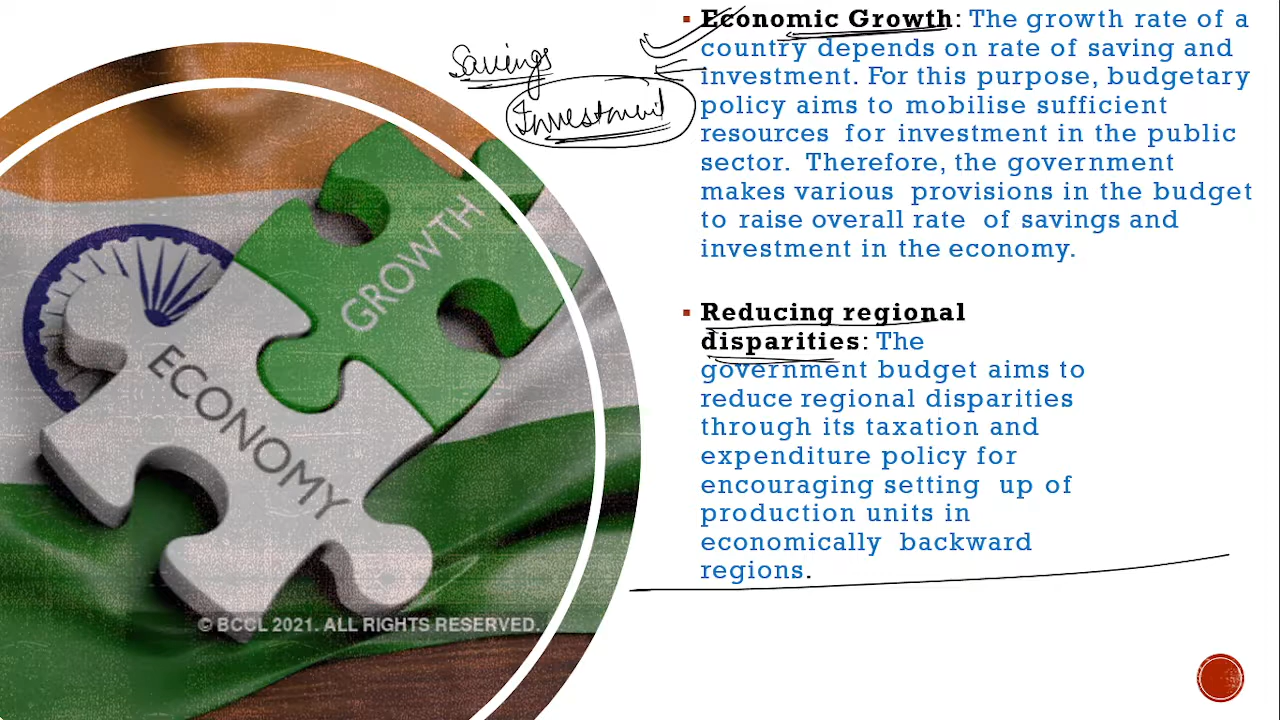 Economic Growth: The growth rate of a
country depends on rate of saving and
investment. For this purpose, budgetary
policy aims to mobilise sufficient
resources for investment in the public
sector. Therefore, the government
makes various provisions in the budget
to raise overall rate of savings and
investment in the economy.
Savings
Investment
Reducing regional
disparities: The
government budget aims to
reduce regional disparities
through its taxation and
expenditure policy for
encouraging setting up of
production units in
economically backward
regions.
GROWTH
ECONOMY
© BCCL 2021. ALL RIGHTS RESERVED.